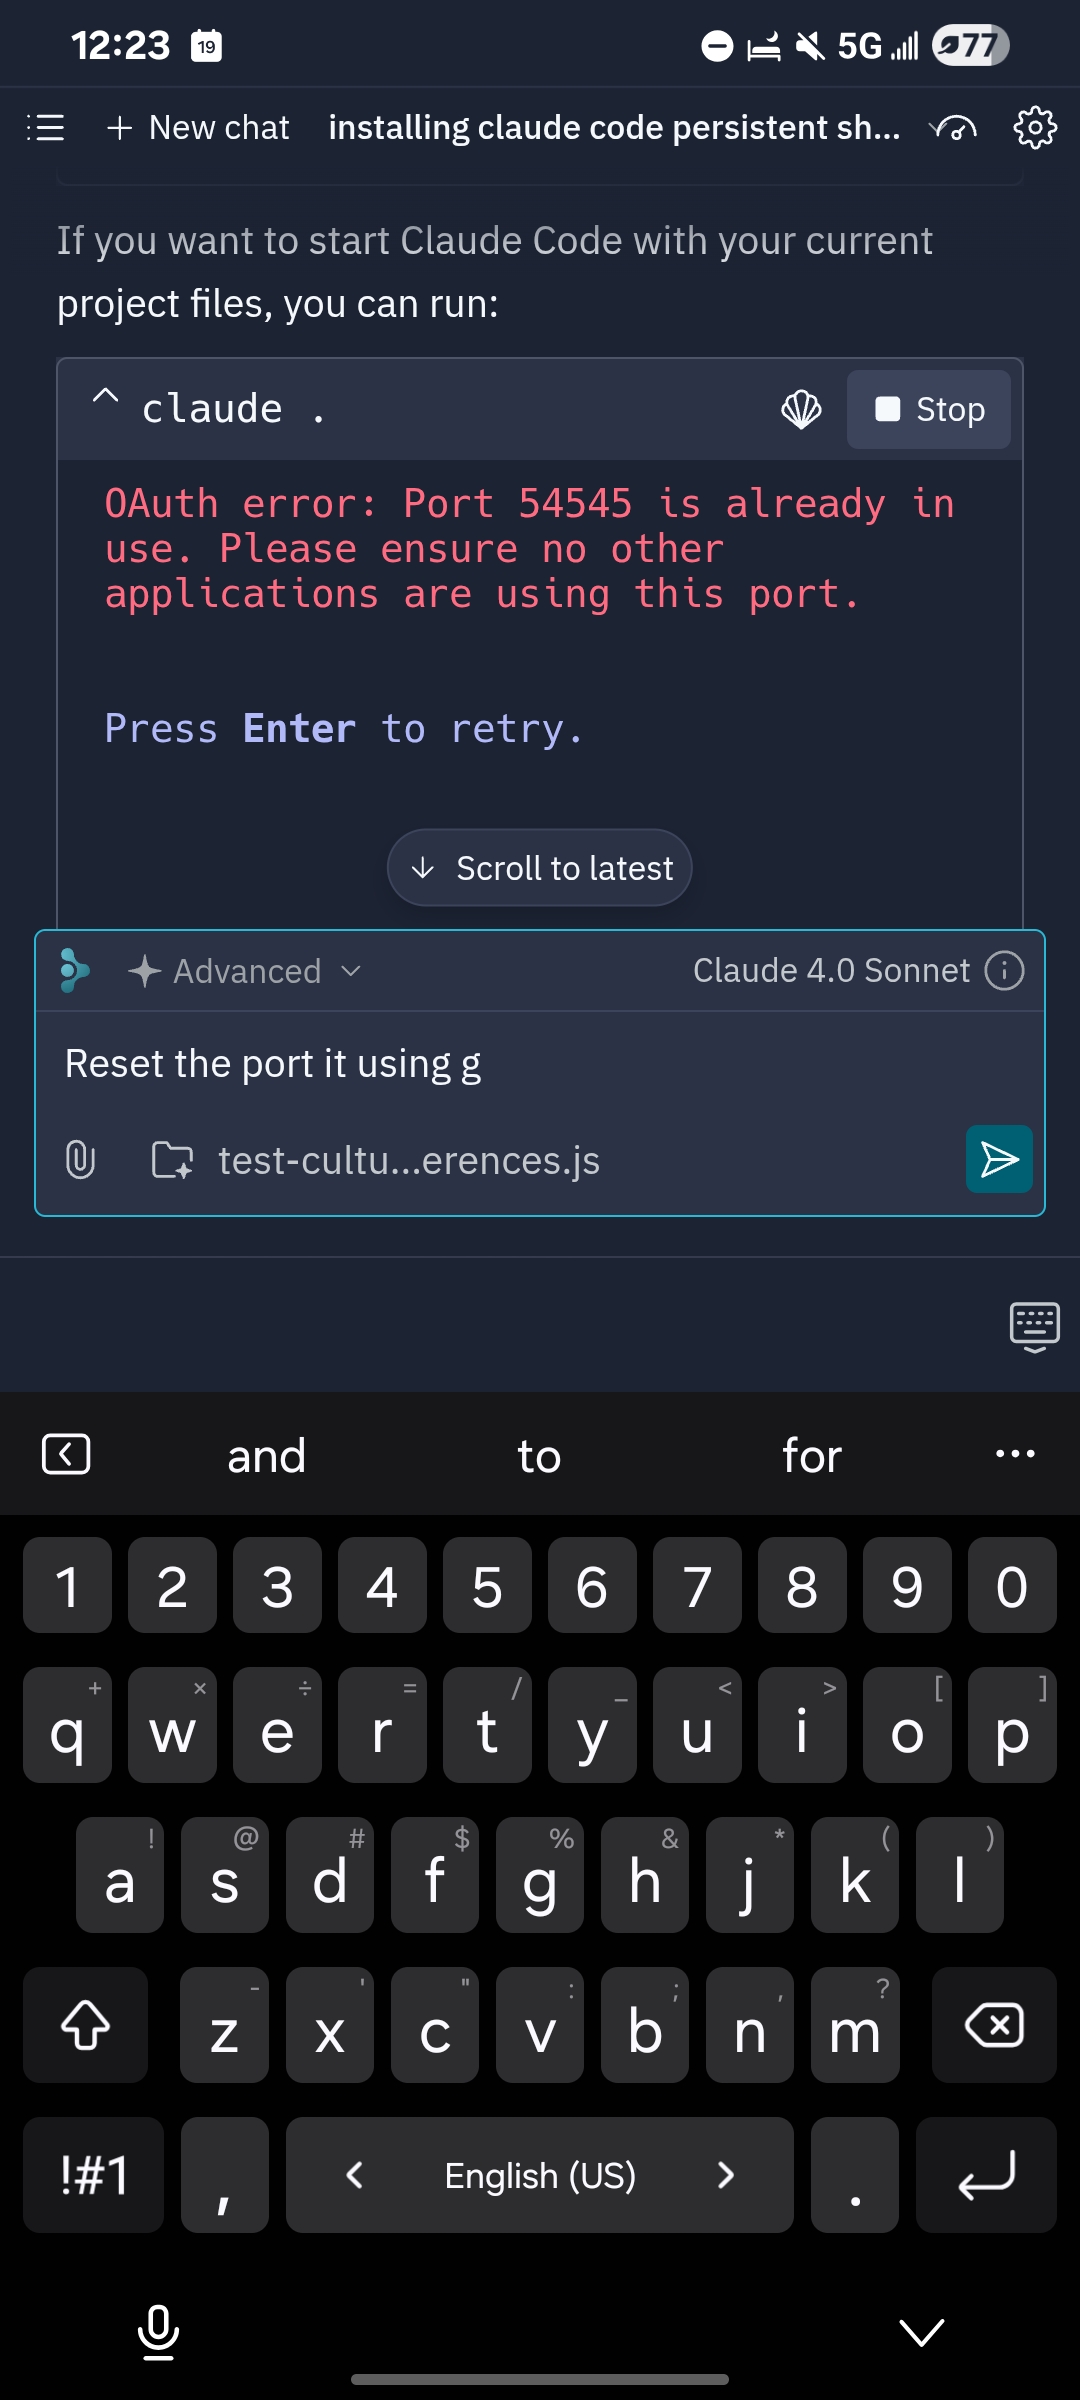 12:23 19 5G 77
+ New chat installing claude code persistent sh...
If you want to start Claude Code with your current
project files, you can run:
claude . Stop
OAuth error: Port 54545 is already in
use. Please ensure no other
applications are using this port.
Press Enter to retry.
↓ Scroll to latest
Advanced Claude 4.0 Sonnet
Reset the port it using g
test-cultu...erences.js
and to for ...
1 2 3 4 5 6 7 8 9 0
+ × ÷ = / _ < > [ ]
q w e r t y u i o p
! @ # $ % & * ( )
a s d f g h j k l
- ' " : ; , ?
z x c v b n m
!#1 , < English (US) > .